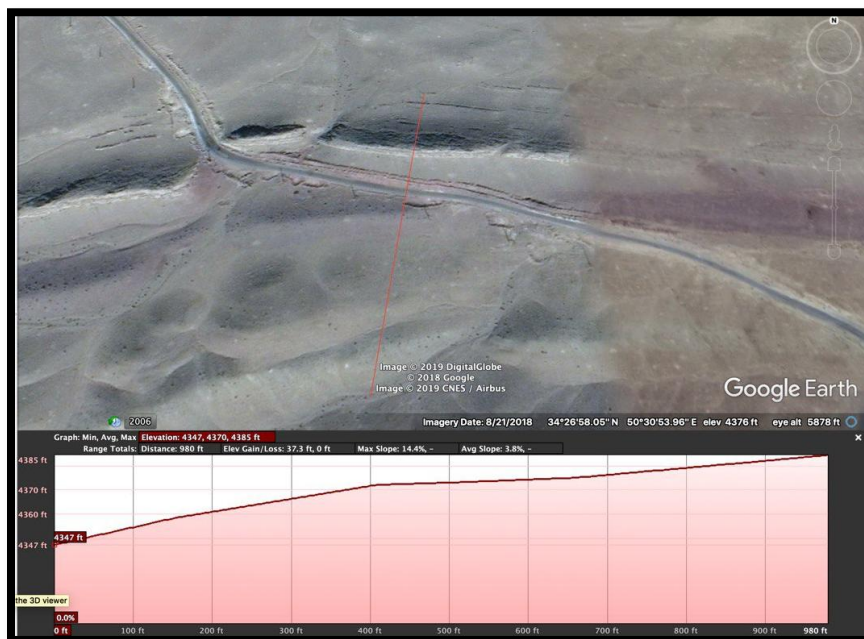 N
Image © 2019 DigitalGlobe
© 2018 Google
Image © 2019 CNES / Airbus
Google Earth
2006
Imagery Date: 8/21/2018 34°26'58.05" N 50°30'53.96" E elev 4376 ft eye alt 5878 ft
Graph: Min, Avg, Max Elevation: 4347, 4370, 4385 ft
Range Totals: Distance: 980 ft Elev Gain/Loss: 37.3 ft, 0 ft Max Slope: 14.4%, – Avg Slope: 3.8%, –
4385 ft
4370 ft
4360 ft
4347 ft
4347 ft
the 3D viewer
0.0%
0 ft 100 ft 200 ft 300 ft 400 ft 500 ft 600 ft 700 ft 800 ft 900 ft 980 ft